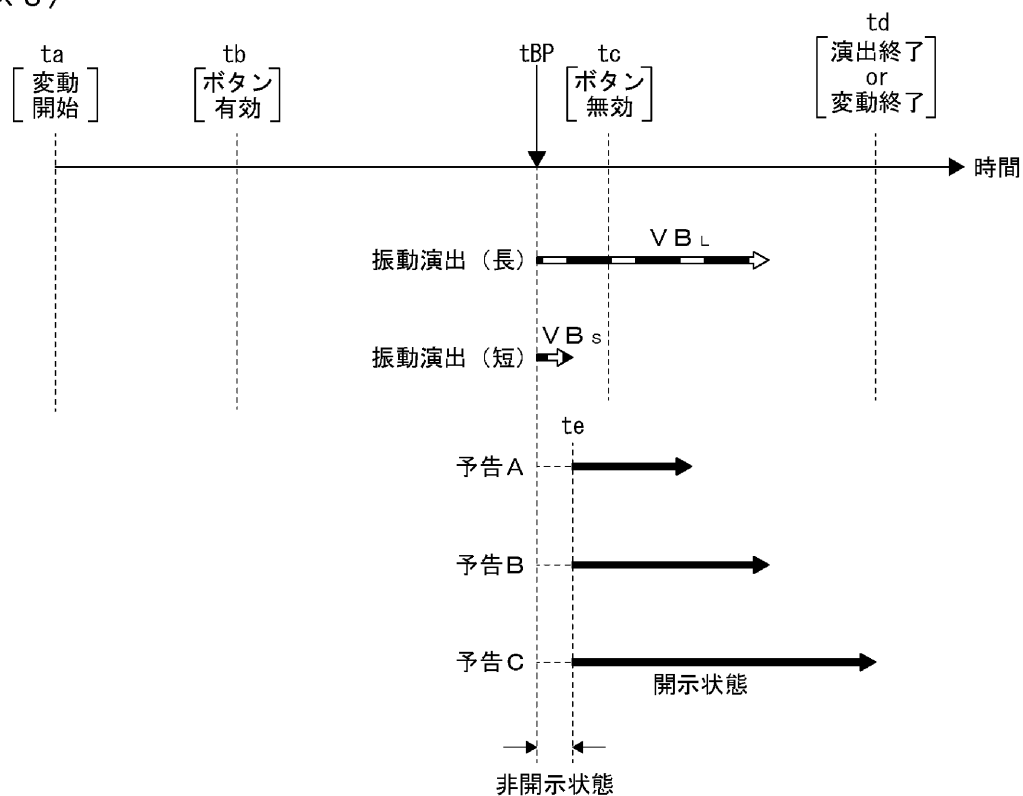 ta
変動
開始
tb
ボタン
有効
tBP
tc
ボタン
無効
td
演出終了
or
変動終了
時間
振動演出（長）
ＶＢL
振動演出（短）
ＶＢS
te
予告Ａ
予告Ｂ
予告Ｃ
開示状態
非開示状態